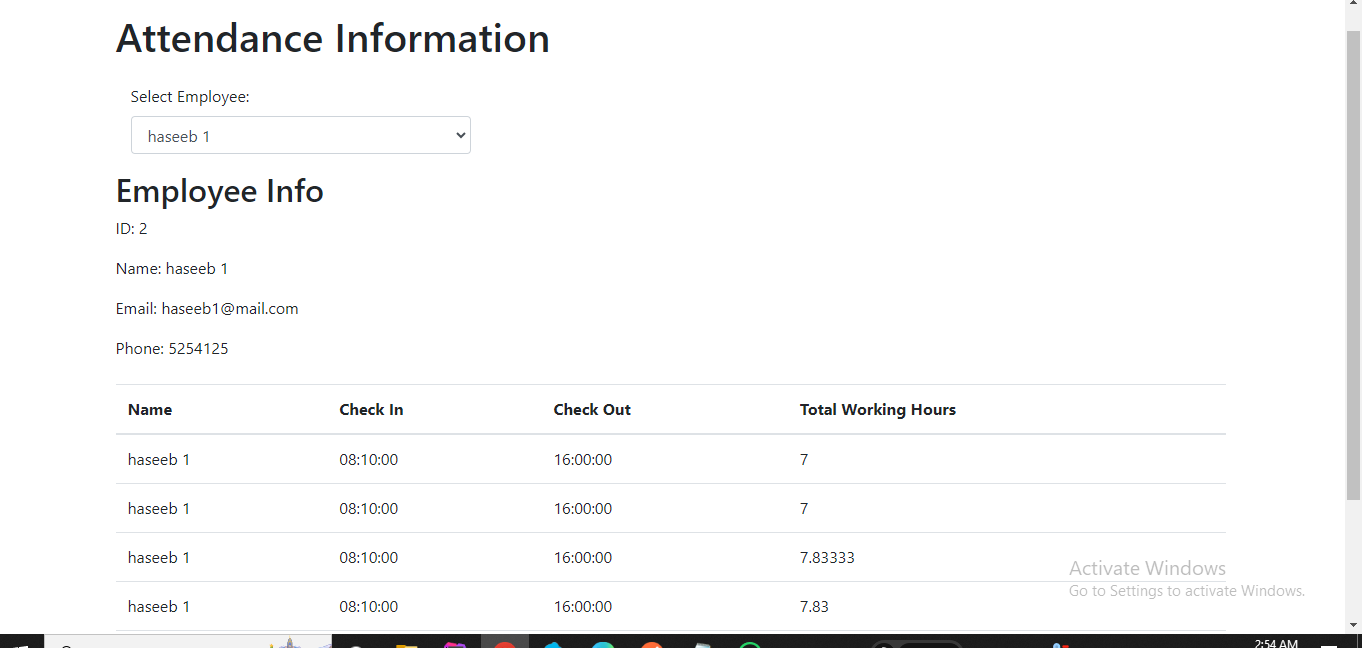 Attendance Information
Select Employee:
haseeb 1
Employee Info
ID: 2
Name: haseeb 1
Email: haseeb1@mail.com
Phone: 5254125
Name Check In Check Out Total Working Hours
haseeb 1 08:10:00 16:00:00 7
haseeb 1 08:10:00 16:00:00 7
haseeb 1 08:10:00 16:00:00 7.83333
haseeb 1 08:10:00 16:00:00 7.83
Activate Windows
Go to Settings to activate Windows.
2:54 AM